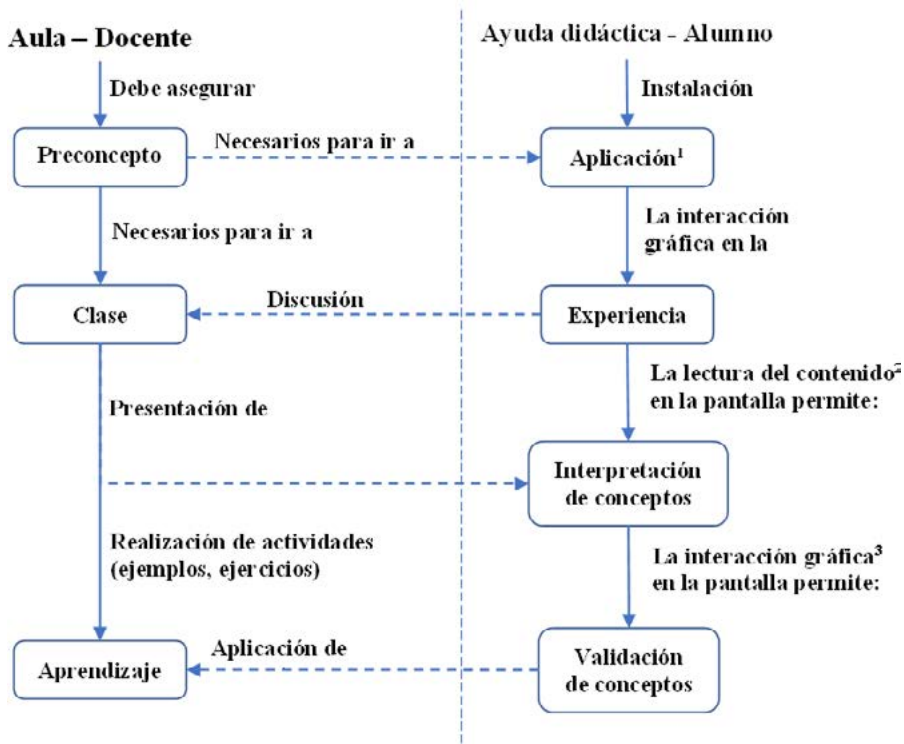 Aula – Docente
Ayuda didáctica - Alumno
Debe asegurar
Instalación
Preconcepto
Necesarios para ir a
Aplicación¹
Necesarios para ir a
La interacción
gráfica en la
Clase
Discusión
Experiencia
Presentación de
La lectura del contenido²
en la pantalla permite:
Interpretación
de conceptos
Realización de actividades
(ejemplos, ejercicios)
La interacción gráfica³
en la pantalla permite:
Aprendizaje
Aplicación de
Validación
de conceptos